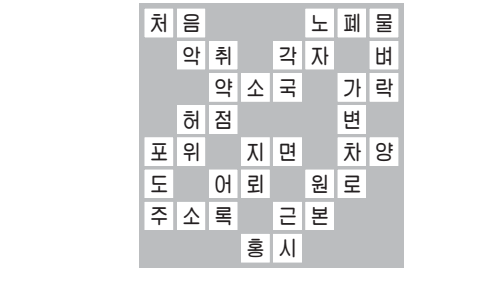 처음 노폐물
악취 각자 벼
약소국 가락
허점 변
포위 지면 차양
도 어뢰 원로
주소록 근본
홍시